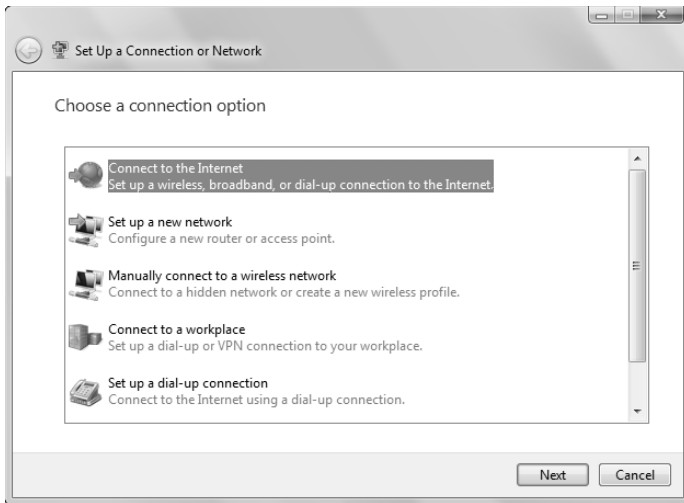 Set Up a Connection or Network
Choose a connection option
Connect to the Internet
Set up a wireless, broadband, or dial-up connection to the Internet.
Set up a new network
Configure a new router or access point.
Manually connect to a wireless network
Connect to a hidden network or create a new wireless profile.
Connect to a workplace
Set up a dial-up or VPN connection to your workplace.
Set up a dial-up connection
Connect to the Internet using a dial-up connection.
Next Cancel